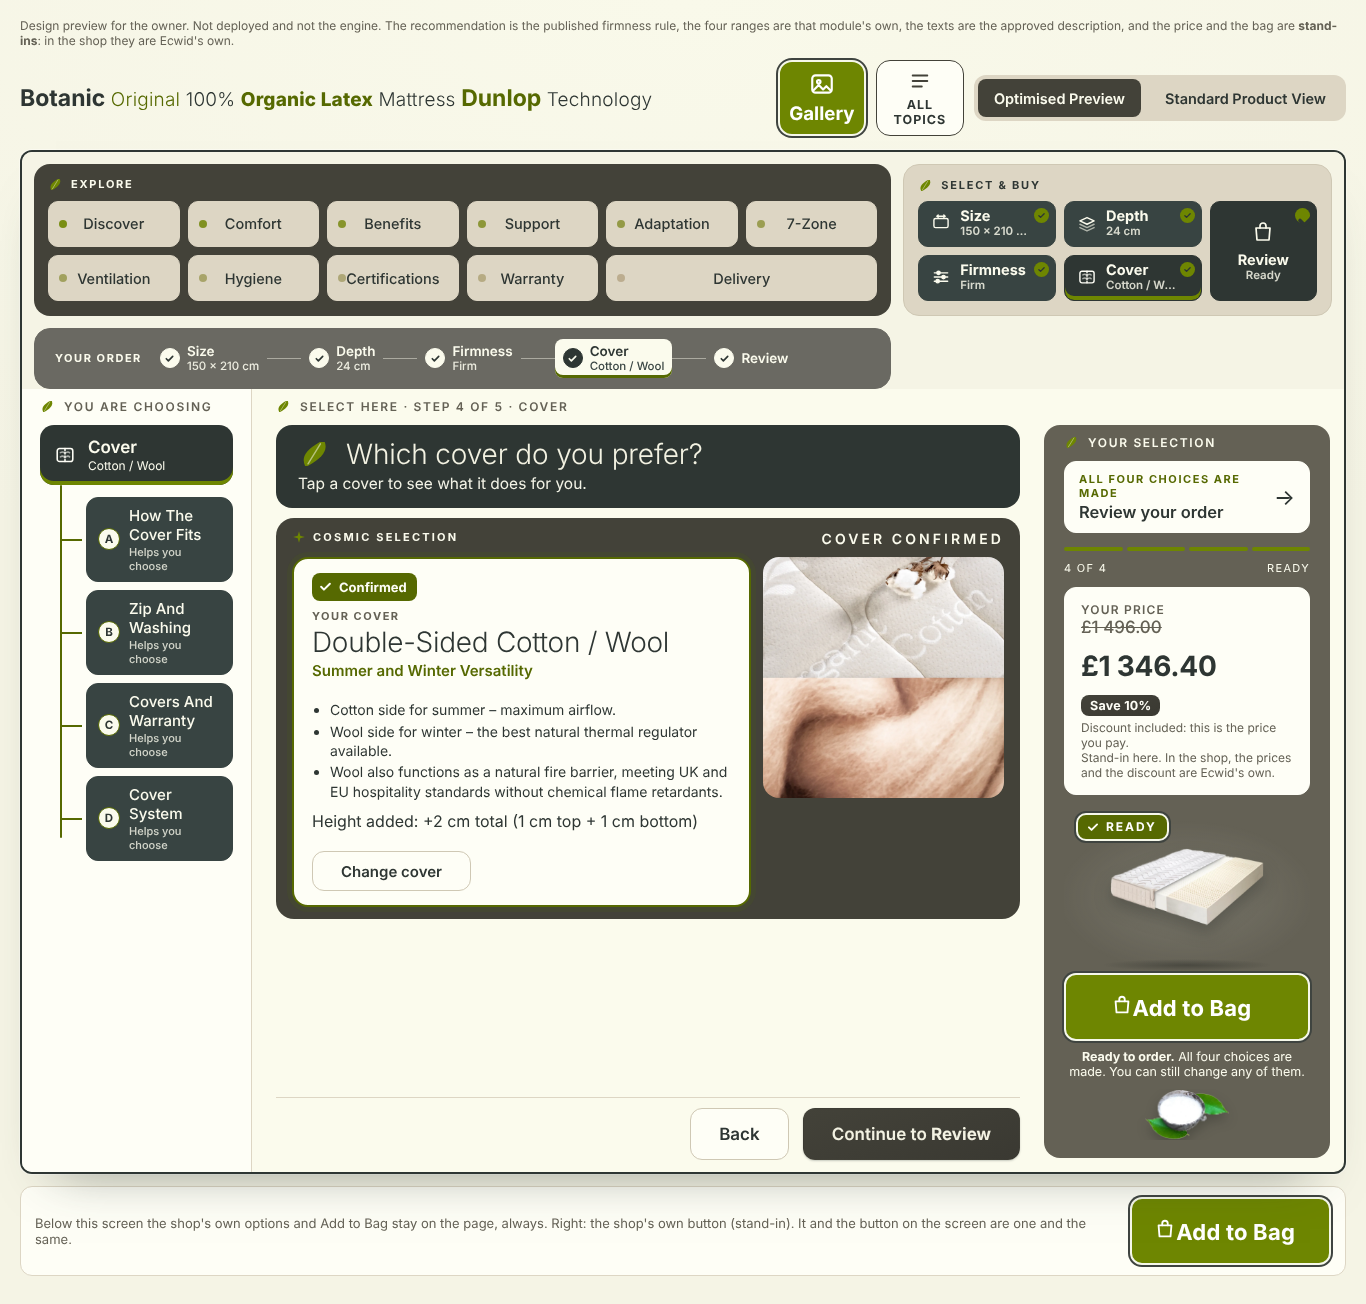 Design preview for the owner. Not deployed and not the engine. The recommendation is the published firmness rule, the four ranges are that module's own, the texts are the approved description, and the price and the bag are stand-
ins: in the shop they are Ecwid's own.
Botanic Original 100% Organic Latex Mattress Dunlop Technology
Gallery
ALL
TOPICS
Optimised Preview
Standard Product View
EXPLORE
Discover
Comfort
Benefits
Support
Adaptation
7-Zone
Ventilation
Hygiene
Certifications
Warranty
Delivery
SELECT & BUY
Size
150 × 210 ...
Depth
24 cm
Firmness
Firm
Cover
Cotton / W...
Review
Ready
YOUR ORDER
Size
150 × 210 cm
Depth
24 cm
Firmness
Firm
Cover
Cotton / Wool
Review
YOU ARE CHOOSING
Cover
Cotton / Wool
A
How The
Cover Fits
Helps you
choose
B
Zip And
Washing
Helps you
choose
C
Covers And
Warranty
Helps you
choose
D
Cover
System
Helps you
choose
SELECT HERE · STEP 4 OF 5 · COVER
Which cover do you prefer?
Tap a cover to see what it does for you.
COSMIC SELECTION
COVER CONFIRMED
Confirmed
YOUR COVER
Double-Sided Cotton / Wool
Summer and Winter Versatility
• Cotton side for summer – maximum airflow.
• Wool side for winter – the best natural thermal regulator
available.
• Wool also functions as a natural fire barrier, meeting UK and
EU hospitality standards without chemical flame retardants.
Height added: +2 cm total (1 cm top + 1 cm bottom)
Change cover
Cotton
Back
Continue to Review
YOUR SELECTION
ALL FOUR CHOICES ARE
MADE
Review your order
4 OF 4
READY
YOUR PRICE
£1 496.00
£1 346.40
Save 10%
Discount included: this is the price
you pay.
Stand-in here. In the shop, the prices
and the discount are Ecwid's own.
READY
Add to Bag
Ready to order. All four choices are
made. You can still change any of them.
Below this screen the shop's own options and Add to Bag stay on the page, always. Right: the shop's own button (stand-in). It and the button on the screen are one and the
same.
Add to Bag